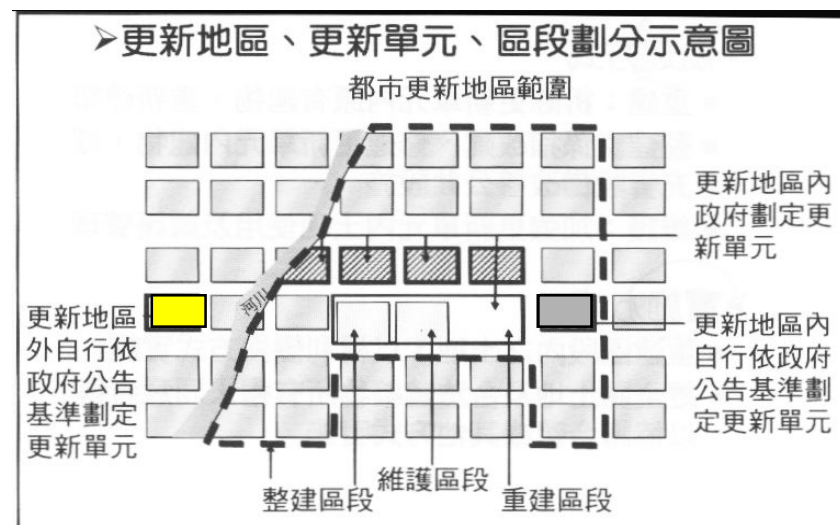 ➢更新地區、更新單元、區段劃分示意圖
都市更新地區範圍
更新地區內
政府劃定更
新單元
河川
更新地區
外自行依
政府公告
基準劃定
更新單元
更新地區內
自行依政府
公告基準劃
定更新單元
整建區段
維護區段
重建區段